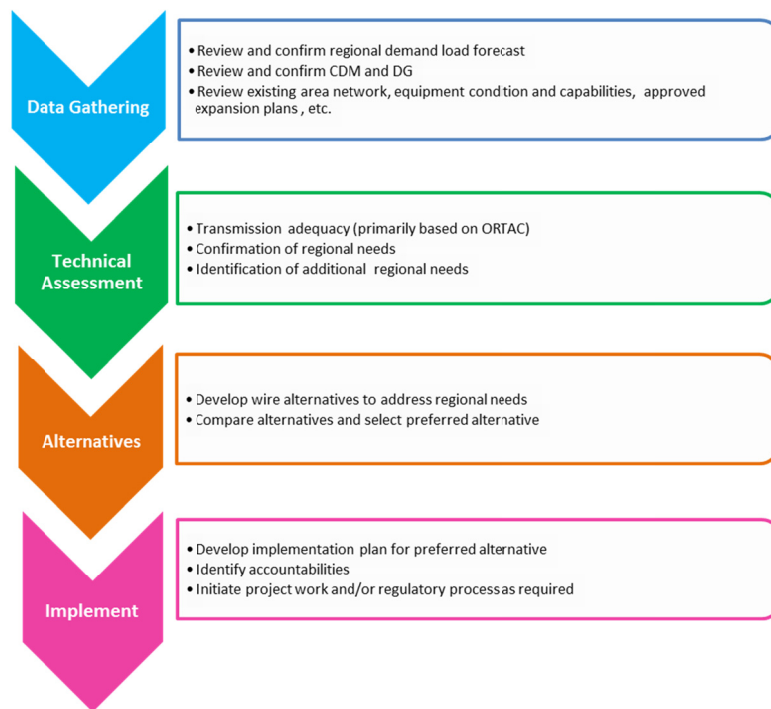 Data Gathering
• Review and confirm regional demand load forecast
• Review and confirm CDM and DG
• Review existing area network, equipment condition and capabilities, approved
expansion plans , etc.
Technical
Assessment
• Transmission adequacy (primarily based on ORTAC)
• Confirmation of regional needs
• Identification of additional regional needs
Alternatives
• Develop wire alternatives to address regional needs
• Compare alternatives and select preferred alternative
Implement
• Develop implementation plan for preferred alternative
• Identify accountabilities
• Initiate project work and/or regulatory processas required